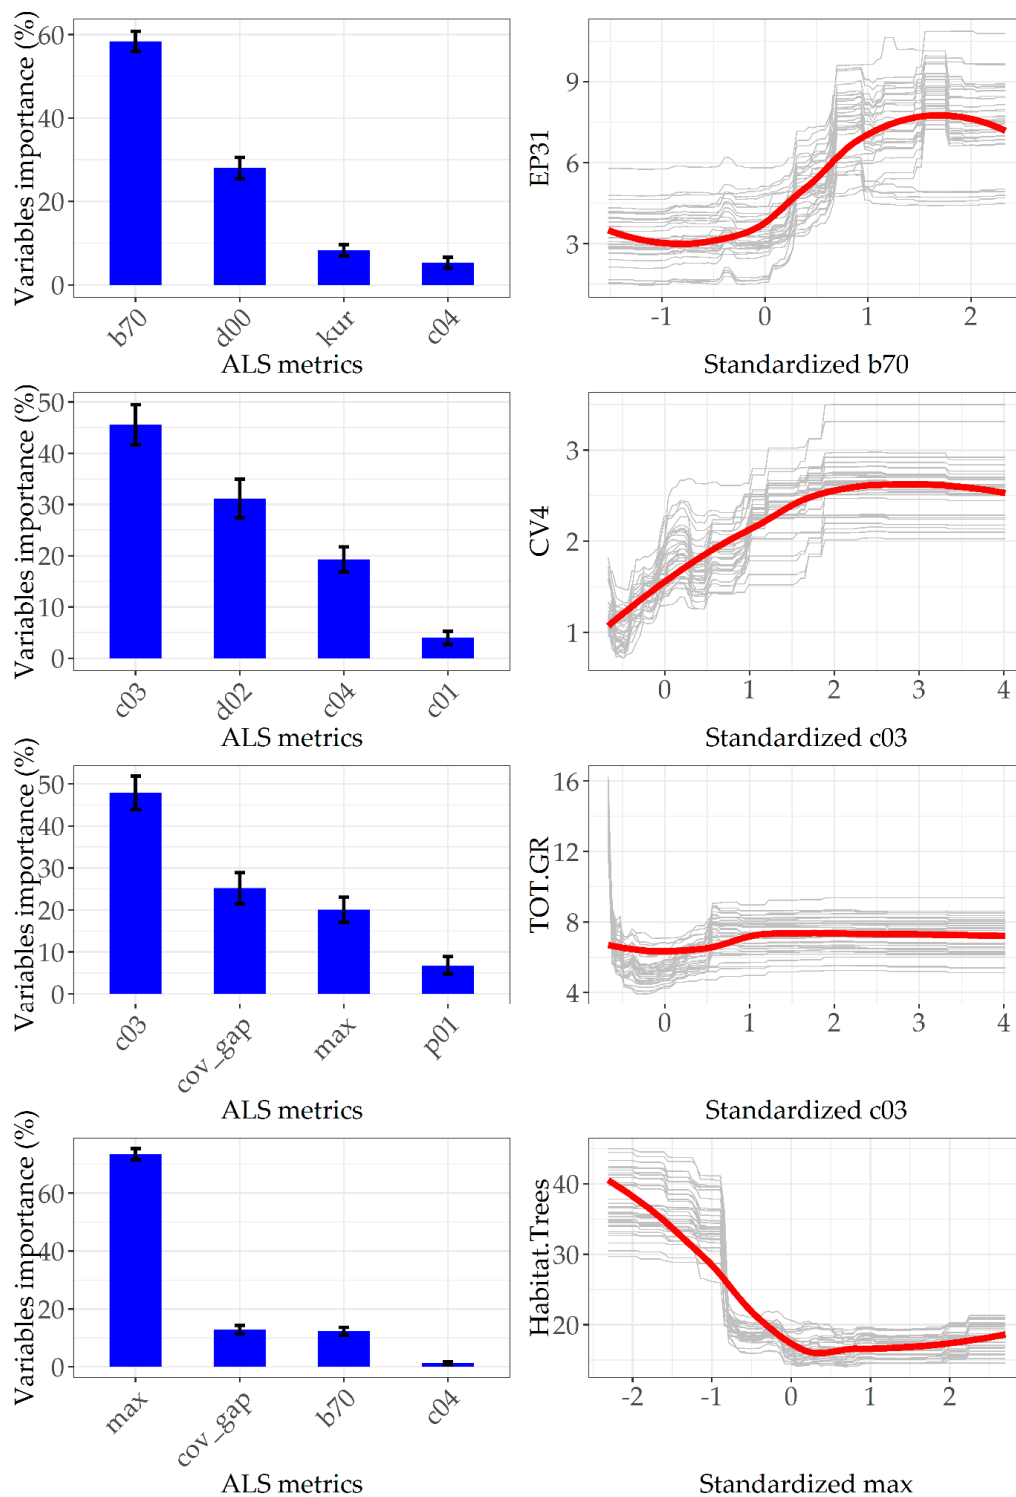 Variables importance (%)
60
40
20
0
b70 d00 kur c04
ALS metrics
EP31
9
6
3
-1 0 1 2
Standardized b70
Variables importance (%)
50
40
30
20
10
0
c03 d02 c04 c01
ALS metrics
CV4
3
2
1
0 1 2 3 4
Standardized c03
Variables importance (%)
50
40
30
20
10
0
c03 cov_gap max p01
ALS metrics
TOT.GR
16
12
8
4
0 1 2 3 4
Standardized c03
Variables importance (%)
60
40
20
0
max cov_gap b70 c04
ALS metrics
Habitat.Trees
40
30
20
-2 -1 0 1 2
Standardized max